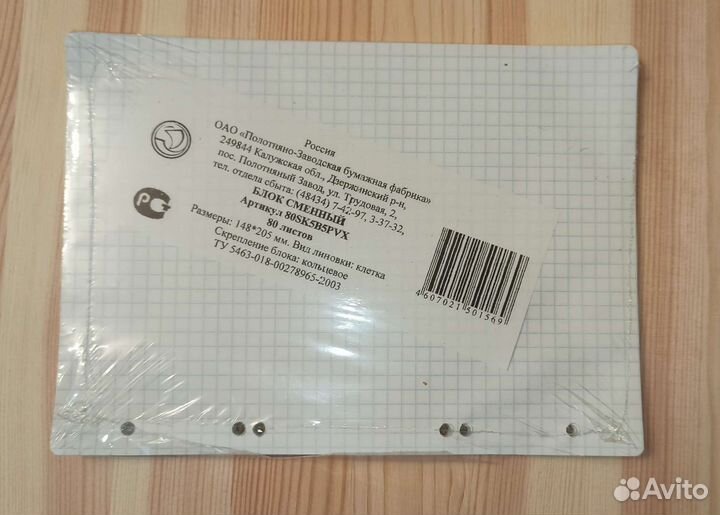 Россия
ОАО «Полотняно-Заводская бумажная фабрика»
249844 Калужская обл., Дзержинский р-н,
пос. Полотняный Завод, ул. Трудовая, 2,
тел. отдела сбыта: (48434) 7-42-97, 3-37-32,
БЛОК СМЕННЫЙ
Артикул 80SK5B5PVX
80 листов
Размеры: 148*205 мм. Вид линовки: клетка
Скрепление блока: кольцевое
ТУ 5463-018-00278965-2003
4607021501569
Avito